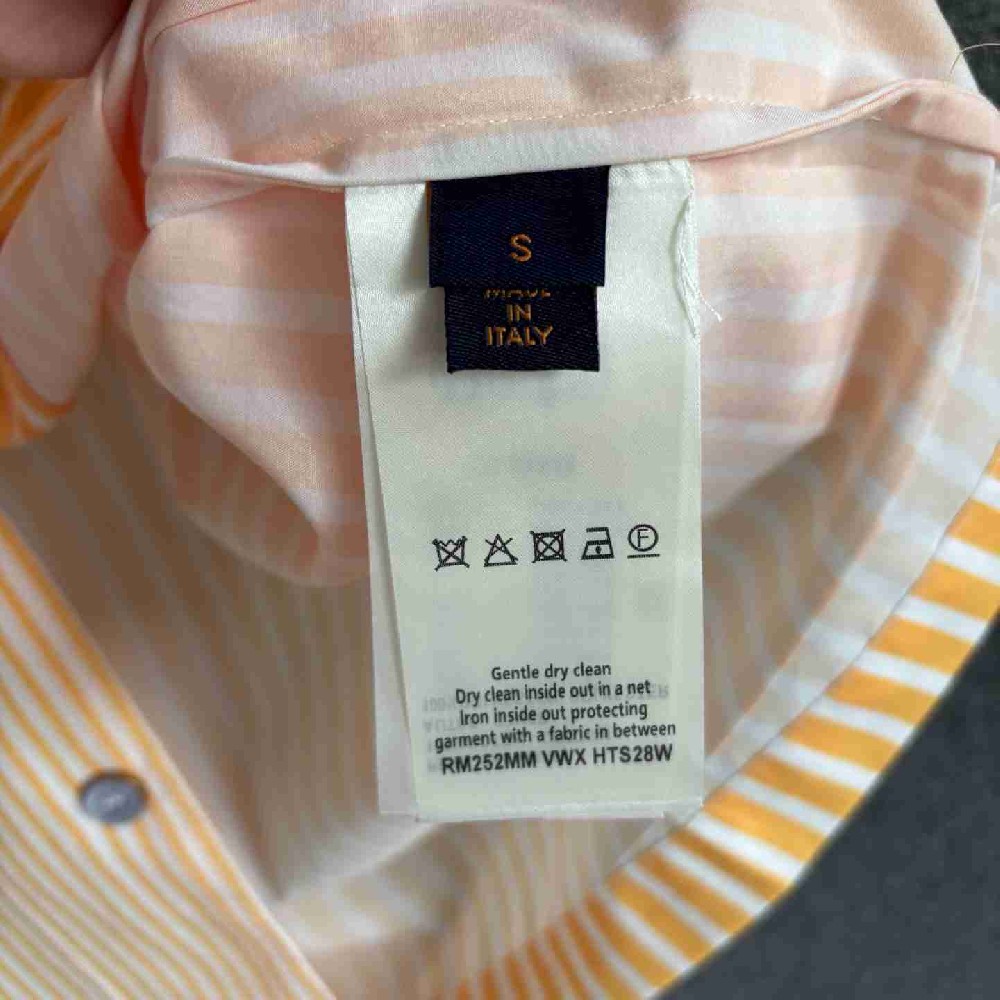 S
MADE
IN
ITALY
F
Gentle dry clean
Dry clean inside out in a net
Iron inside out protecting
garment with a fabric in between
RM252MM VWX HTS28W